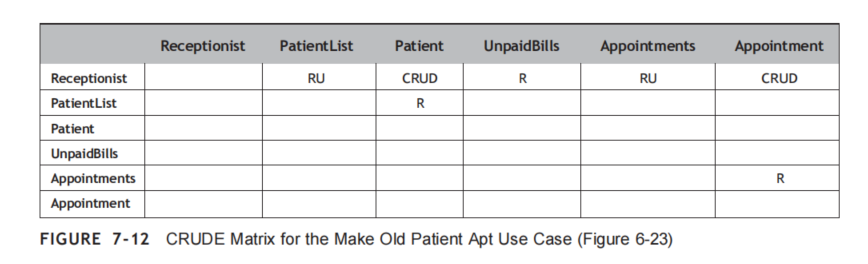 Receptionist PatientList Patient UnpaidBills Appointments Appointment
Receptionist RU CRUD R RU CRUD
PatientList R
Patient
UnpaidBills
Appointments R
Appointment
FIGURE 7-12 CRUDE Matrix for the Make Old Patient Apt Use Case (Figure 6-23)